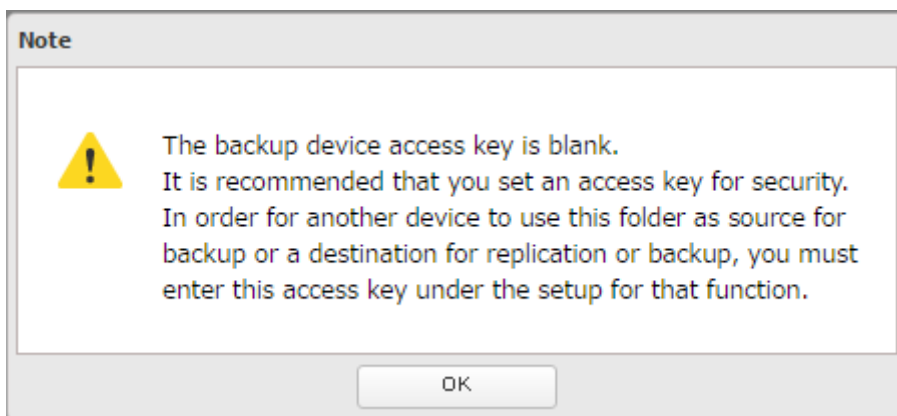 Note
The backup device access key is blank.
It is recommended that you set an access key for security.
In order for another device to use this folder as source for
backup or a destination for replication or backup, you must
enter this access key under the setup for that function.
OK